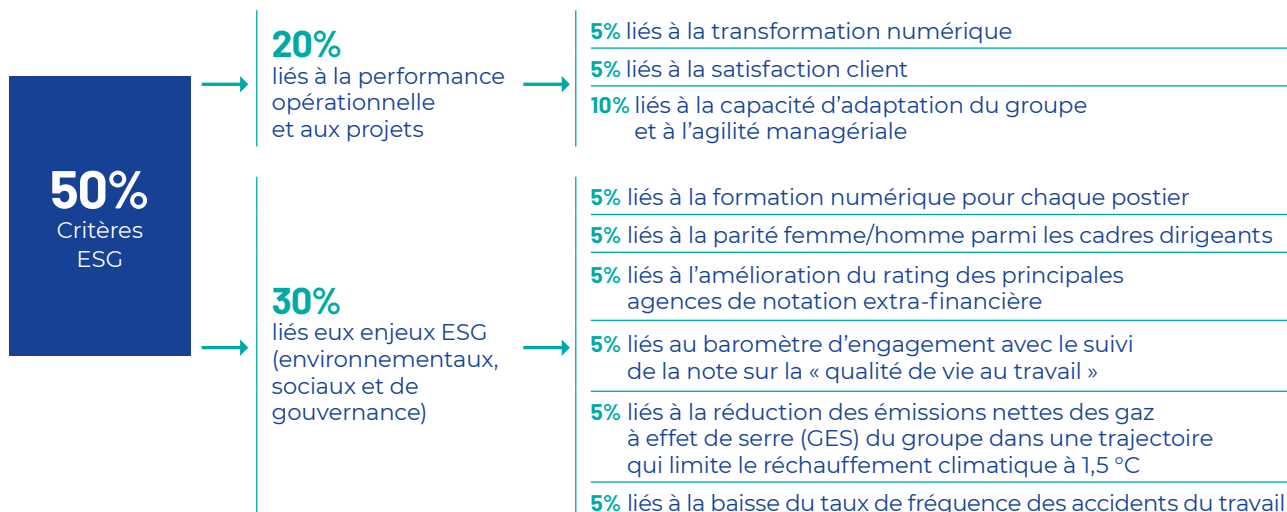 50%
Critères
ESG
20%
liés à la performance
opérationnelle
et aux projets
5% liés à la transformation numérique
5% liés à la satisfaction client
10% liés à la capacité d'adaptation du groupe
et à l'agilité managériale
30%
liés eux enjeux ESG
(environnementaux,
sociaux et de
gouvernance)
5% liés à la formation numérique pour chaque postier
5% liés à la parité femme/homme parmi les cadres dirigeants
5% liés à l'amélioration du rating des principales
agences de notation extra-financière
5% liés au baromètre d'engagement avec le suivi
de la note sur la « qualité de vie au travail »
5% liés à la réduction des émissions nettes des gaz
à effet de serre (GES) du groupe dans une trajectoire
qui limite le réchauffement climatique à 1,5 °C
5% liés à la baisse du taux de fréquence des accidents du travail